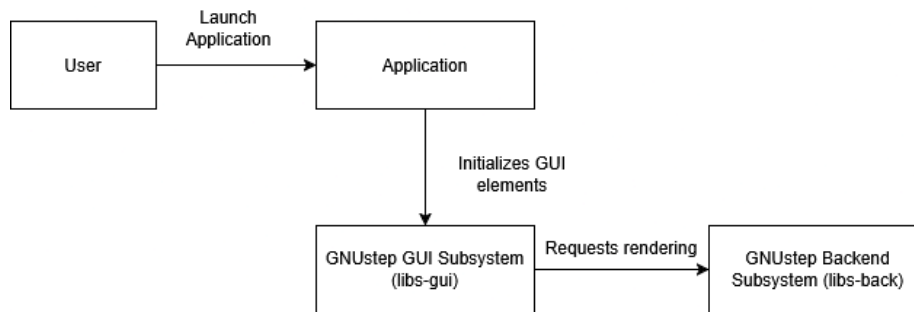 Launch
Application
User
Application
Initializes GUI
elements
GNUstep GUI Subsystem
(libs-gui)
Requests rendering
GNUstep Backend
Subsystem (libs-back)